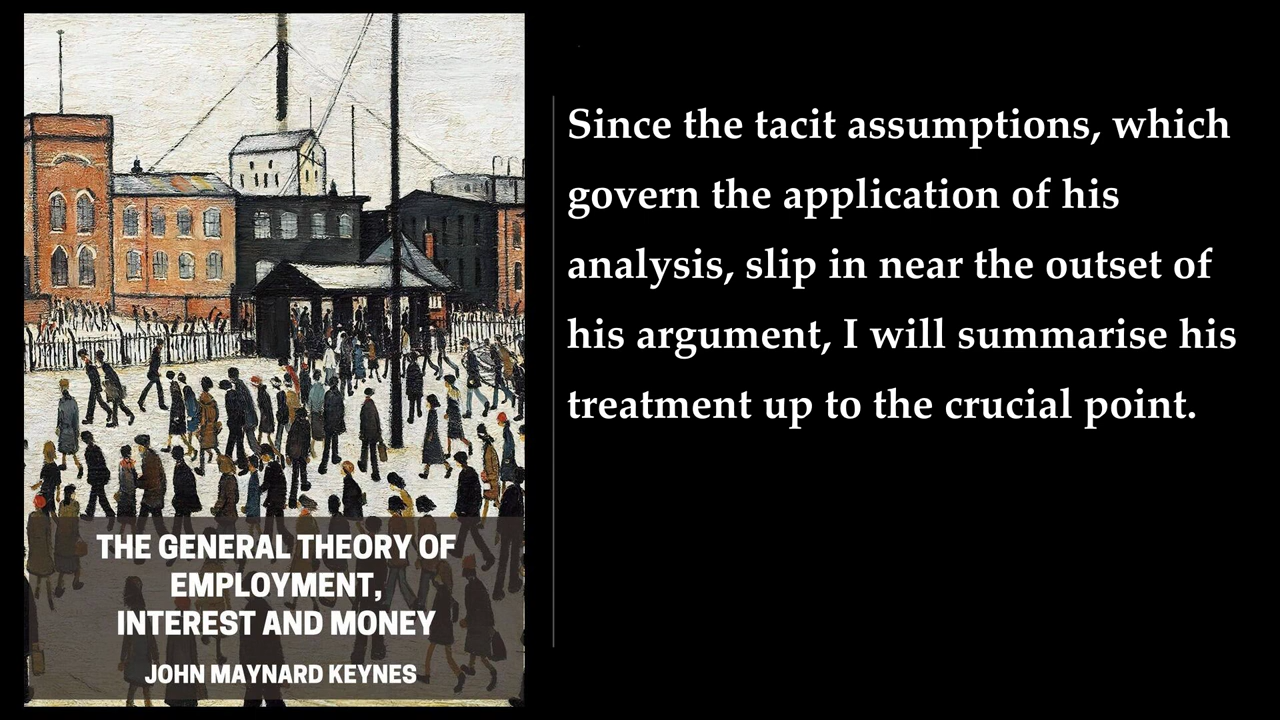 Since the tacit assumptions, which
govern the application of his
analysis, slip in near the outset of
his argument, I will summarise his
treatment up to the crucial point.
THE GENERAL THEORY OF
EMPLOYMENT,
INTEREST AND MONEY
JOHN MAYNARD KEYNES